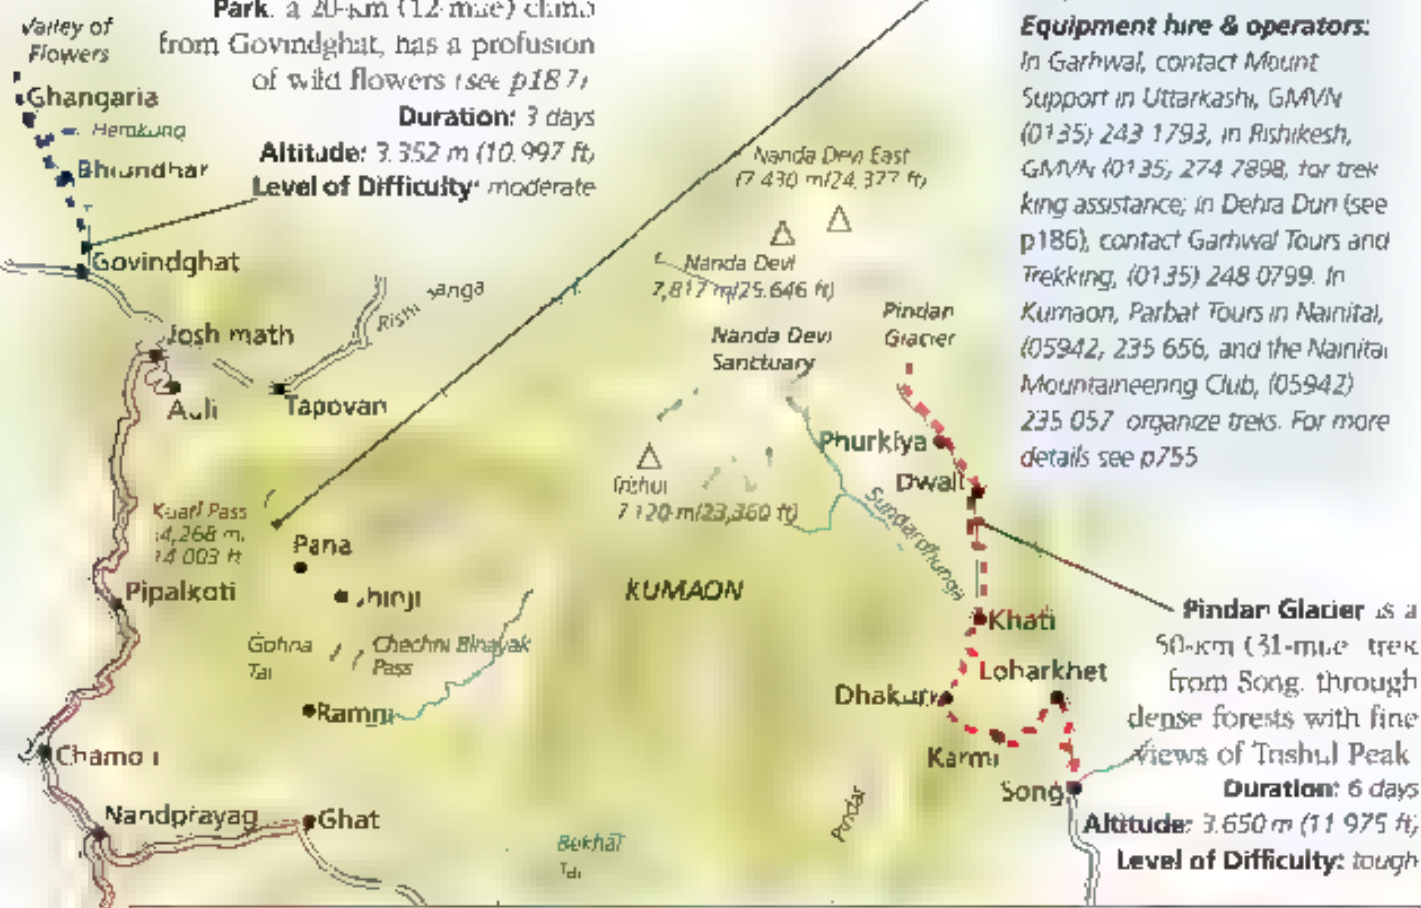 Park, a 20-km (12-mile) climb
from Govindghat, has a profusion
of wild flowers (see p187)
Duration: 3 days
Altitude: 3,352 m (10,997 ft)
Level of Difficulty: moderate
Valley of
Flowers
Ghangaria
Hemkund
Bhiundhar
Govindghat
Joshimath
Auli
Tapovan
Rishi Ganga
Nanda Devi East
(7,430 m/24,377 ft)
Nanda Devi
7,817 m/25,646 ft)
Nanda Devi
Sanctuary
Pindari
Glacier
Phurkiya
Dwali
Trishul
7,120 m/(23,360 ft)
Sundardhungi
Kuari Pass
4,268 m,
14,003 ft
Pana
Jhinji
Pipalkoti
KUMAON
Gohna
Tal
Chechni Binayak
Pass
Ramni
Khati
Loharkhet
Dhakuri
Karmi
Song
Chamoli
Nandprayag
Ghat
Bekhal
Tal
Pindar
Equipment hire & operators:
In Garhwal, contact Mount
Support in Uttarkashi, GMVN
(0135) 243 1793, in Rishikesh,
GMVN (0135) 274 7898, for trek
king assistance; in Dehra Dun (see
p186), contact Garhwal Tours and
Trekking, (0135) 248 0799. In
Kumaon, Parbat Tours in Nainital,
(05942) 235 656, and the Nainital
Mountaineering Club, (05942)
235 057 organize treks. For more
details see p755
Pindari Glacier is a
50-km (31-mile) trek
from Song, through
dense forests with fine
views of Trishul Peak
Duration: 6 days
Altitude: 3,650 m (11,975 ft)
Level of Difficulty: tough